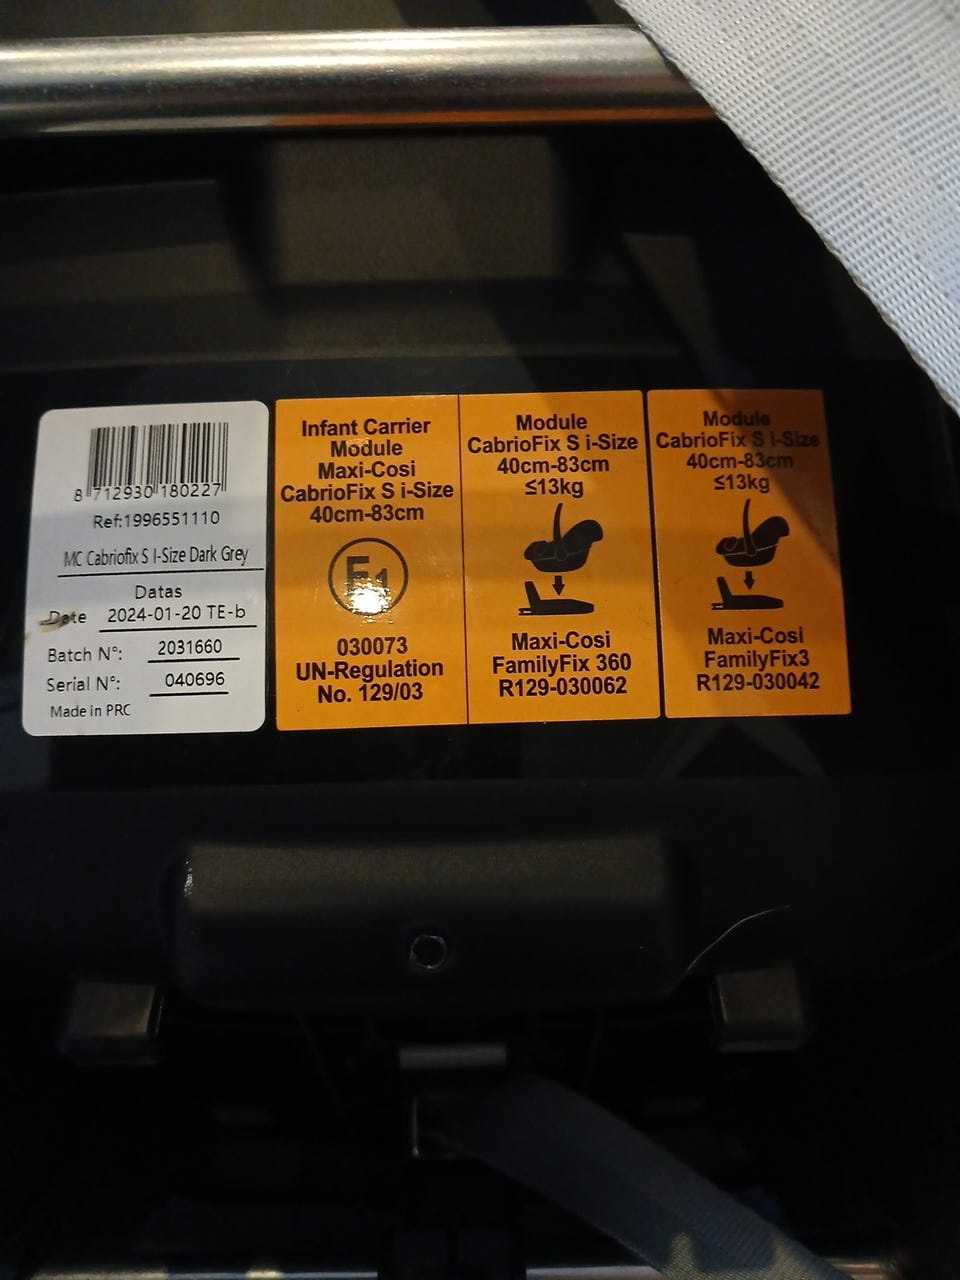 8 712930 180227
Ref:1996551110
MC Cabriofix S I-Size Dark Grey
Datas
Date 2024-01-20 TE-b
Batch N°: 2031660
Serial N°: 040696
Made in PRC
Infant Carrier
Module
Maxi-Cosi
CabrioFix S i-Size
40cm-83cm
E1
030073
UN-Regulation
No. 129/03
Module
CabrioFix S i-Size
40cm-83cm
≤13kg
Maxi-Cosi
FamilyFix 360
R129-030062
Module
CabrioFix S i-Size
40cm-83cm
≤13kg
Maxi-Cosi
FamilyFix3
R129-030042